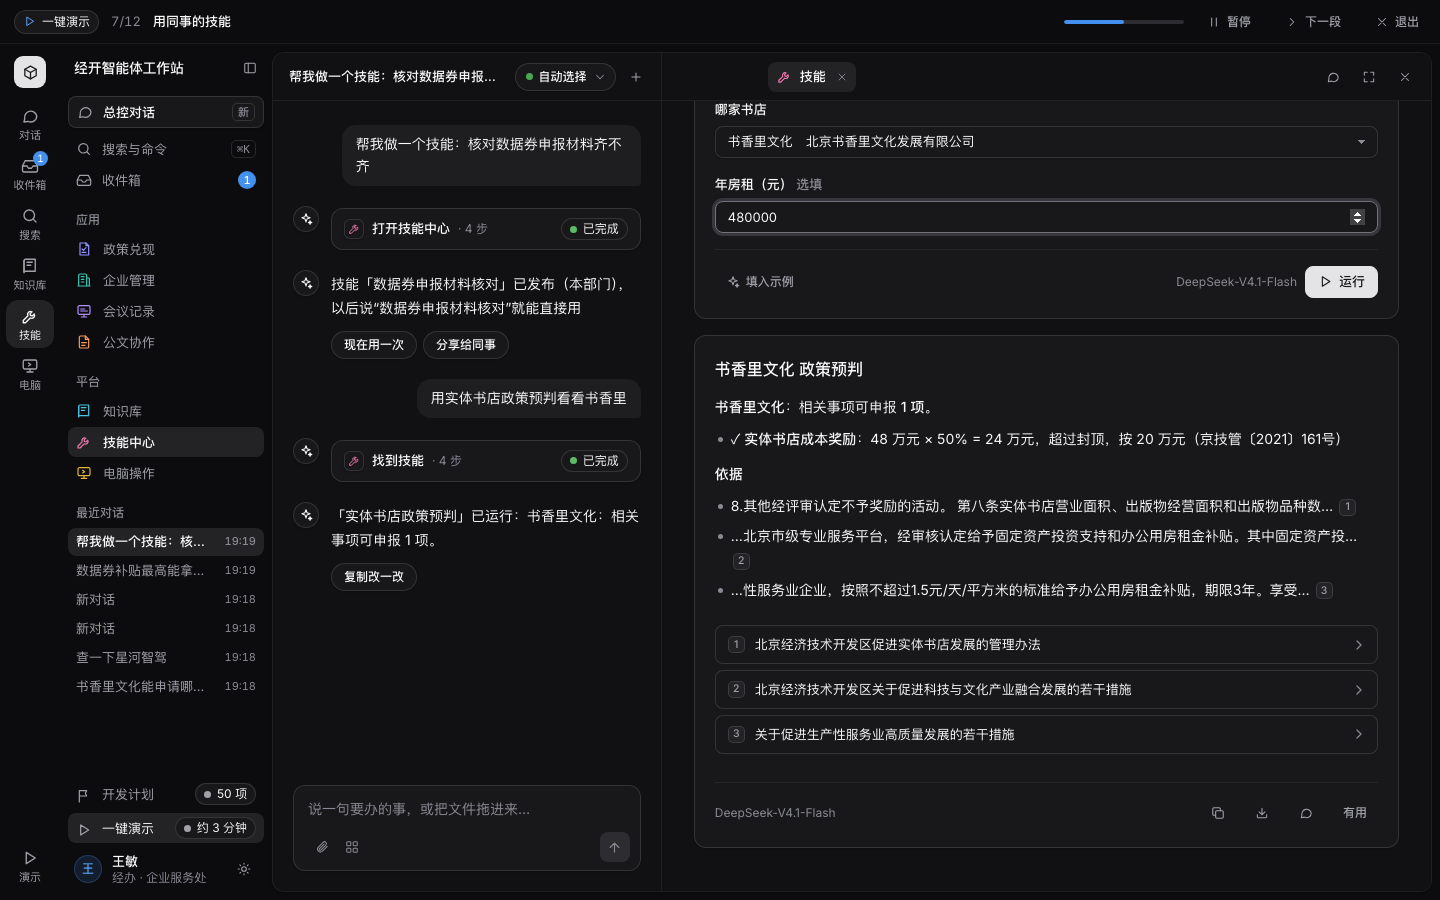 一键演示
7/12 用同事的技能
暂停
下一段
退出
对话
1
收件箱
搜索
知识库
技能
电脑
演示
经开智能体工作站
总控对话 新
搜索与命令 ⌘K
收件箱 1
应用
政策兑现
企业管理
会议记录
公文协作
平台
知识库
技能中心
电脑操作
最近对话
帮我做一个技能：核... 19:19
数据券补贴最高能拿... 19:19
新对话 19:18
新对话 19:18
查一下星河智驾 19:18
书香里文化能申请哪... 19:18
开发计划 50 项
一键演示 约 3 分钟
王 王敏
经办 · 企业服务处
帮我做一个技能：核对数据券申报... 自动选择
帮我做一个技能：核对数据券申报材料齐不
齐
打开技能中心 · 4 步 已完成
技能「数据券申报材料核对」已发布（本部门），
以后说“数据券申报材料核对”就能直接用
现在用一次 分享给同事
用实体书店政策预判看看书香里
找到技能 · 4 步 已完成
「实体书店政策预判」已运行：书香里文化：相关
事项可申报 1 项。
复制改一改
说一句要办的事，或把文件拖进来...
技能
哪家书店
书香里文化 北京书香里文化发展有限公司
年房租（元） 选填
480000
填入示例 DeepSeek-V4.1-Flash 运行
书香里文化 政策预判
书香里文化：相关事项可申报 1 项。
✓ 实体书店成本奖励：48 万元 × 50% = 24 万元，超过封顶，按 20 万元（京技管〔2021〕161号）
依据
8.其他经评审认定不予奖励的活动。 第八条实体书店营业面积、出版物经营面积和出版物品种数... 1
...北京市级专业服务平台，经审核认定给予固定资产投资支持和办公用房租金补贴。其中固定资产投...
2
...性服务业企业，按照不超过1.5元/天/平方米的标准给予办公用房租金补贴，期限3年。享受... 3
1 北京经济技术开发区促进实体书店发展的管理办法
2 北京经济技术开发区关于促进科技与文化产业融合发展的若干措施
3 关于促进生产性服务业高质量发展的若干措施
DeepSeek-V4.1-Flash 有用